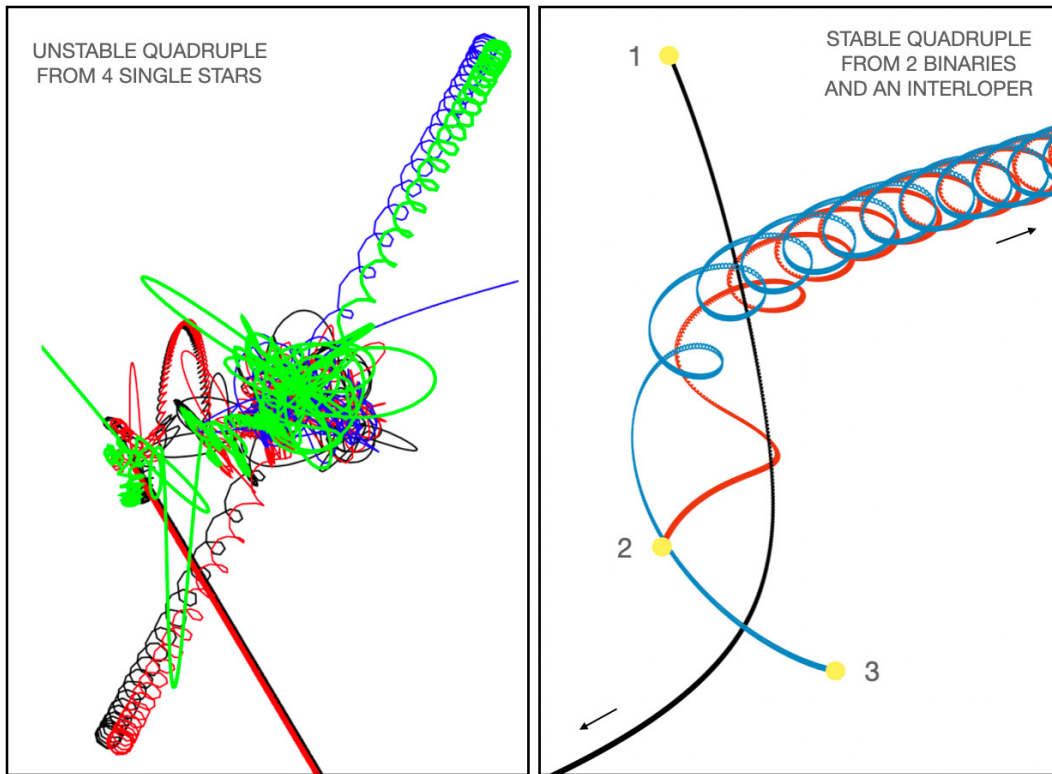 UNSTABLE QUADRUPLE
FROM 4 SINGLE STARS
STABLE QUADRUPLE
FROM 2 BINARIES
AND AN INTERLOPER
1
2
3